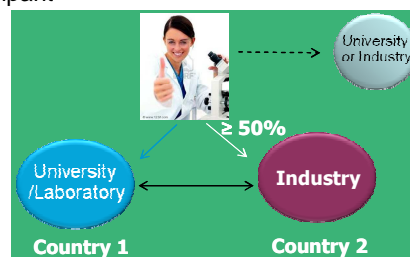 University
or Industry
≥ 50%
University
/Laboratory
Industry
Country 1
Country 2